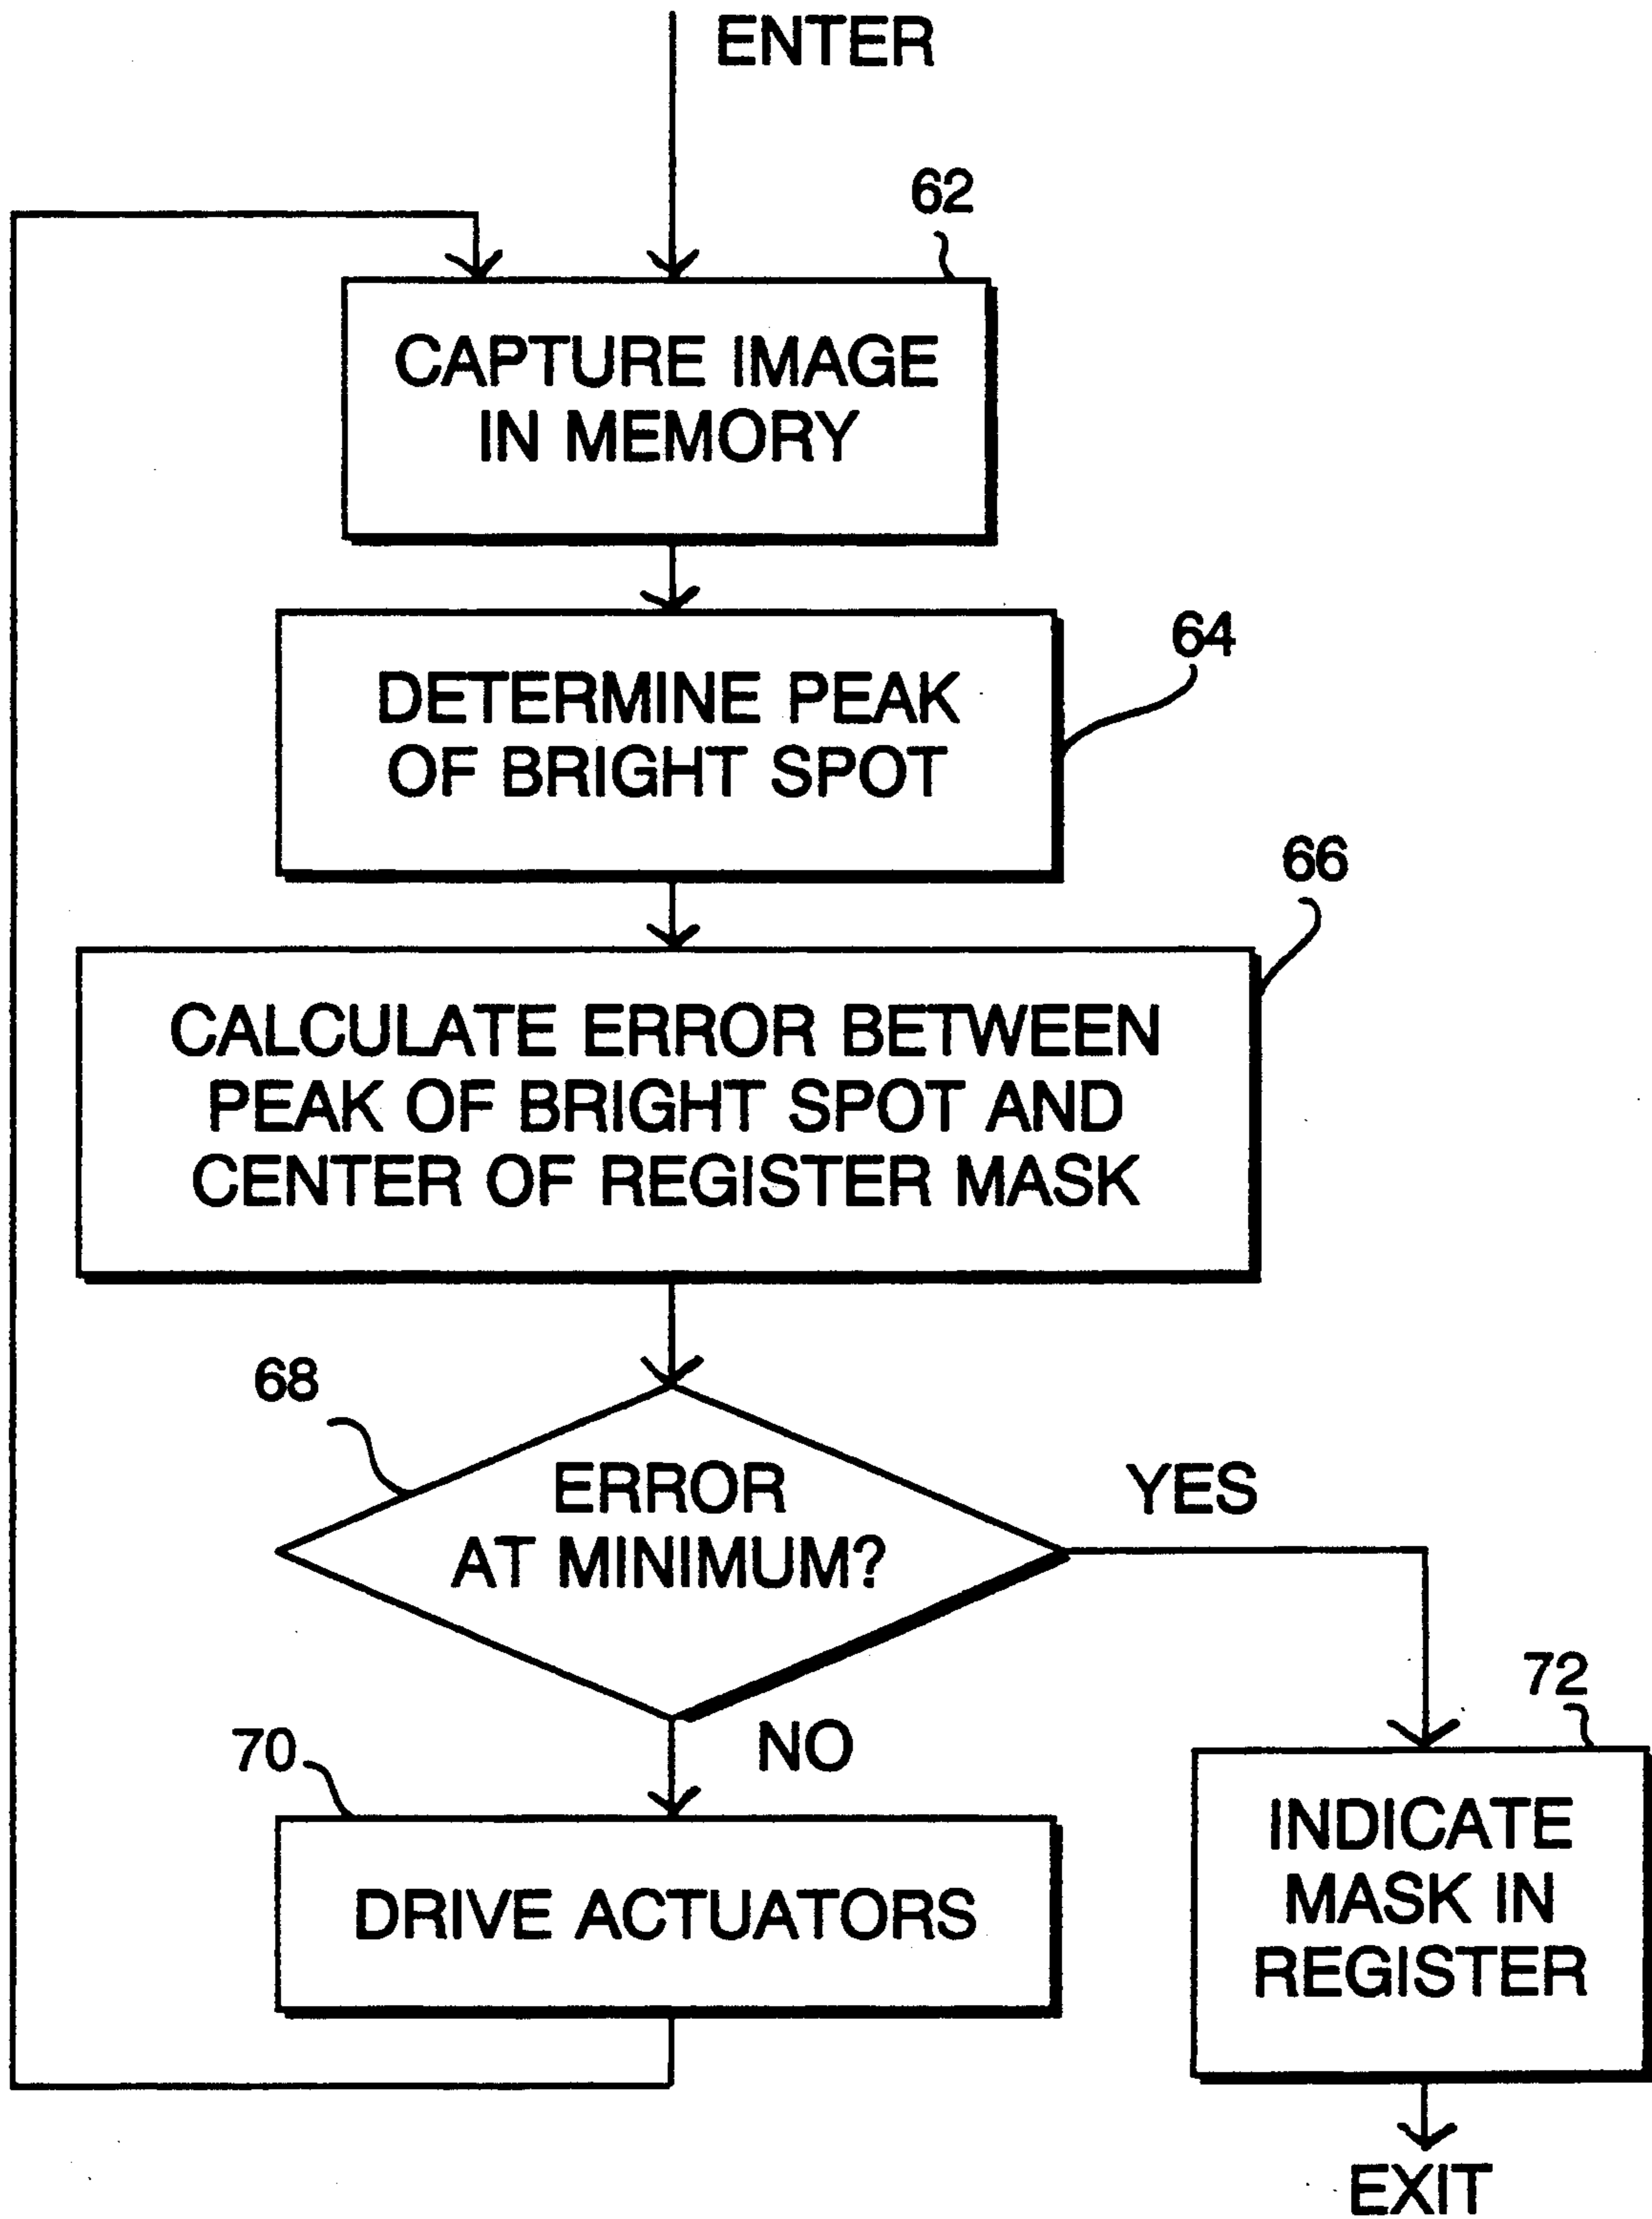 ENTER
62
CAPTURE IMAGE
IN MEMORY
64
DETERMINE PEAK
OF BRIGHT SPOT
66
CALCULATE ERROR BETWEEN
PEAK OF BRIGHT SPOT AND
CENTER OF REGISTER MASK
68
ERROR
AT MINIMUM?
YES
NO
70
DRIVE ACTUATORS
72
INDICATE
MASK IN
REGISTER
EXIT